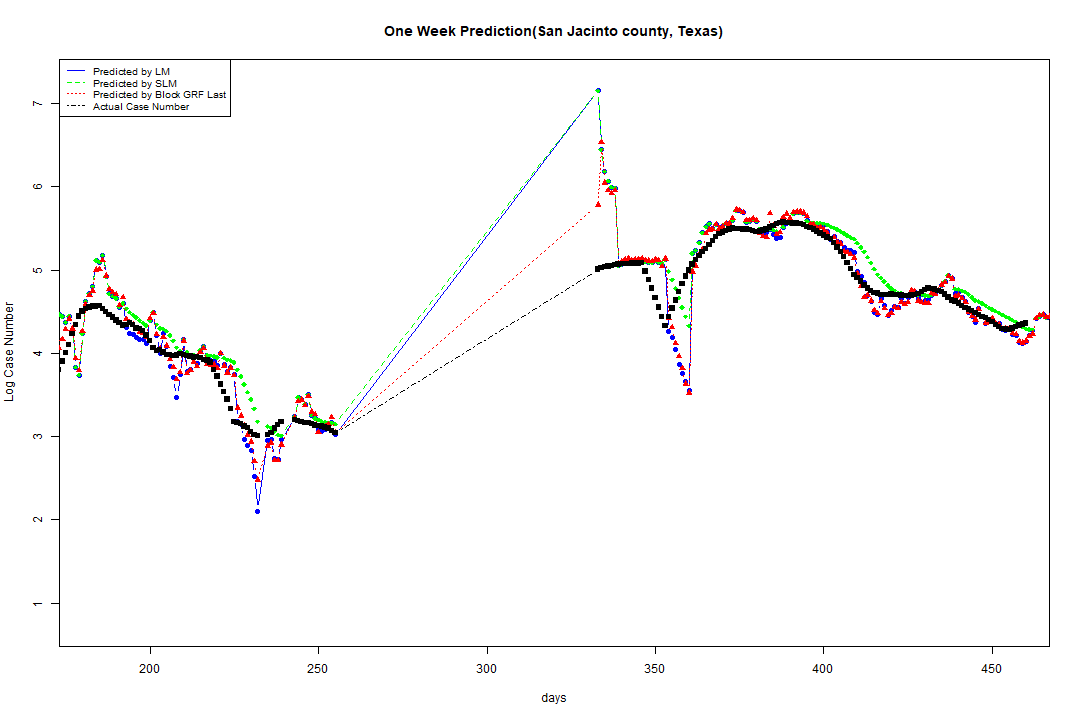 One Week Prediction(San Jacinto county, Texas)
Predicted by LM
Predicted by SLM
Predicted by Block GRF Last
Actual Case Number
7
6
5
4
3
2
1
Log Case Number
200 250 300 350 400 450
days